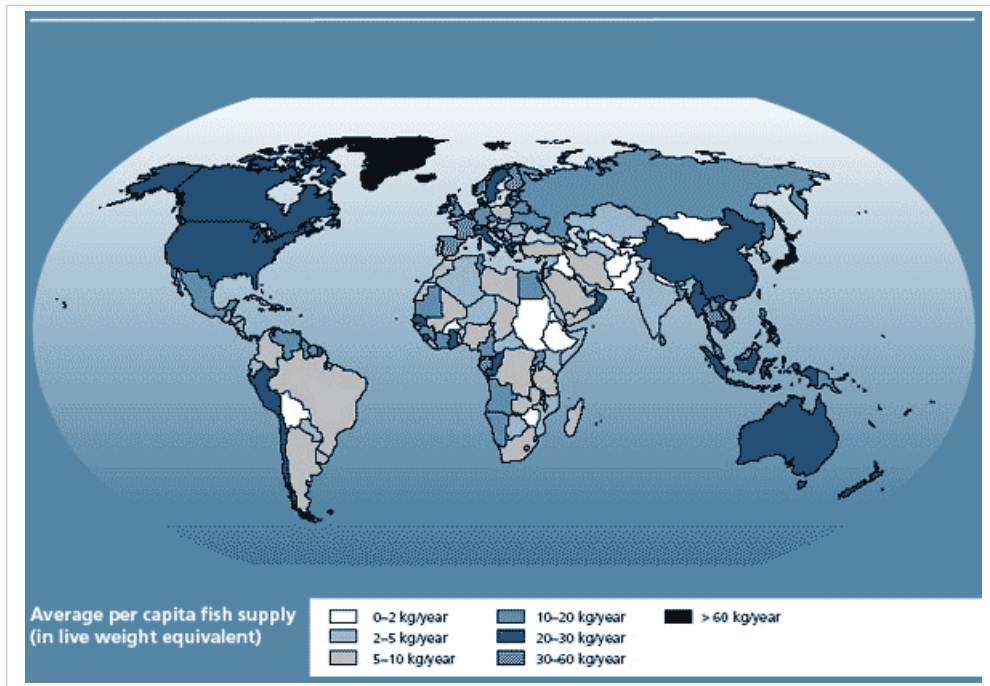 Average per capita fish supply
(in live weight equivalent)
0–2 kg/year
2–5 kg/year
5–10 kg/year
10–20 kg/year
20–30 kg/year
30–60 kg/year
> 60 kg/year